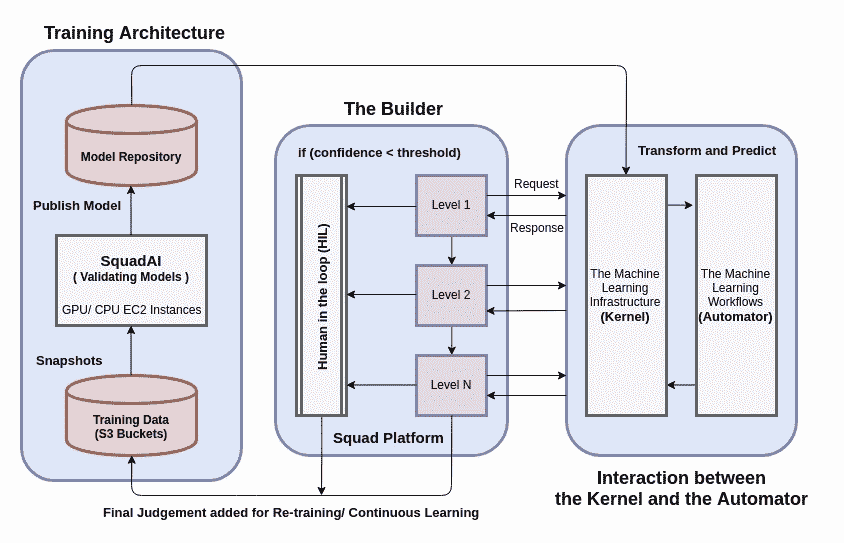 Training Architecture
Model Repository
Publish Model
SquadAI
( Validating Models )
GPU/ CPU EC2 Instances
Snapshots
Training Data
(S3 Buckets)
The Builder
if (confidence < threshold)
Human in the loop (HIL)
Level 1
Level 2
Level N
Squad Platform
Request
Response
Transform and Predict
The Machine
Learning
Infrastructure
(Kernel)
The Machine
Learning
Workflows
(Automator)
Interaction between
the Kernel and the Automator
Final Judgement added for Re-training/ Continuous Learning